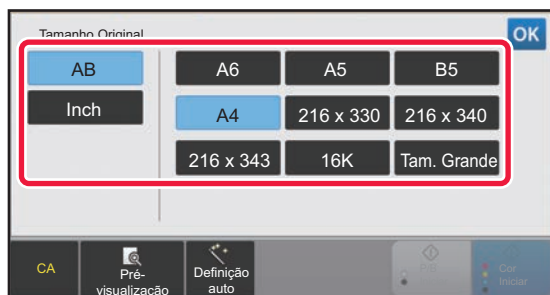 Tamanho Original
OK
AB
A6
A5
B5
Inch
A4
216 x 330
216 x 340
216 x 343
16K
Tam. Grande
CA
Pré-
visualização
Definição
auto
P/B
Iniciar
Cor
Iniciar